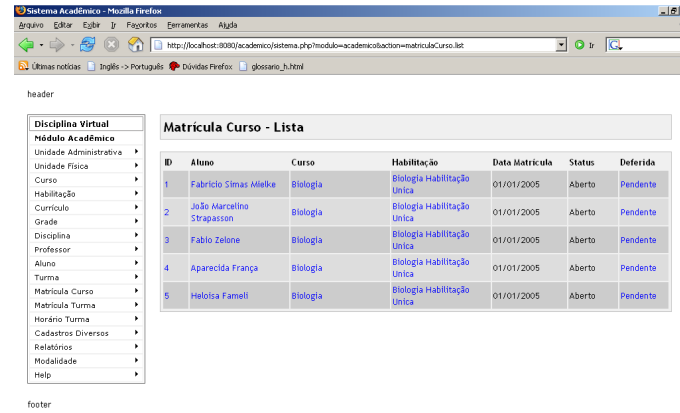 Sistema Acadêmico - Mozilla Firefox
Arquivo Editar Exibir Ir Favoritos Ferramentas Ajuda
http://localhost:8080/academico/sistema.php?modulo=academico&action=matriculaCurso.list Ir G
Últimas notícias Inglês -> Português Dúvidas Firefox glossario_h.html
header
Disciplina Virtual
Módulo Acadêmico
Unidade Administrativa
Unidade Física
Curso
Habilitação
Currículo
Grade
Disciplina
Professor
Aluno
Turma
Matrícula Curso
Matrícula Turma
Horário Turma
Cadastros Diversos
Relatórios
Modalidade
Help
Matrícula Curso - Lista
ID Aluno Curso Habilitação Data Matrícula Status Deferida
1 Fabricio Simas Mielke Biologia Biologia Habilitação Unica 01/01/2005 Aberto Pendente
2 João Marcelino Strapasson Biologia Biologia Habilitação Unica 01/01/2005 Aberto Pendente
3 Fabio Zelone Biologia Biologia Habilitação Unica 01/01/2005 Aberto Pendente
4 Aparecida França Biologia Biologia Habilitação Unica 01/01/2005 Aberto Pendente
5 Heloisa Fameli Biologia Biologia Habilitação Unica 01/01/2005 Aberto Pendente
footer